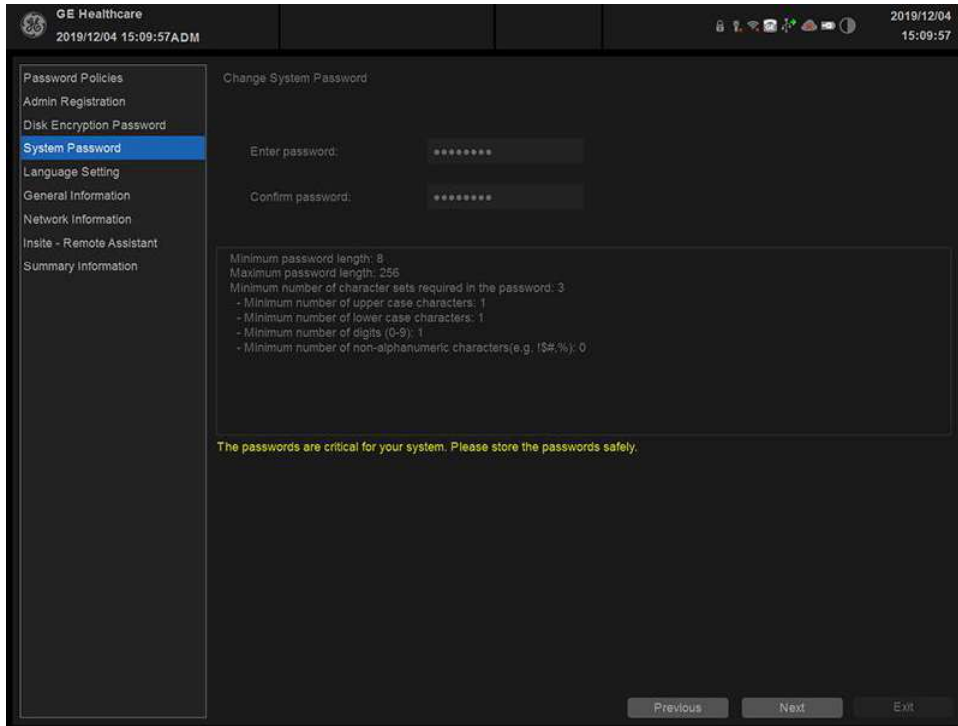 GE Healthcare
2019/12/04 15:09:57ADM
2019/12/04
15:09:57
Password Policies
Admin Registration
Disk Encryption Password
System Password
Language Setting
General Information
Network Information
Insite - Remote Assistant
Summary Information
Change System Password
Enter password:
Confirm password:
Minimum password length: 8
Maximum password length: 256
Minimum number of character sets required in the password: 3
- Minimum number of upper case characters: 1
- Minimum number of lower case characters: 1
- Minimum number of digits (0-9): 1
- Minimum number of non-alphanumeric characters(e.g. !$#,%): 0
The passwords are critical for your system. Please store the passwords safely.
Previous
Next
Exit